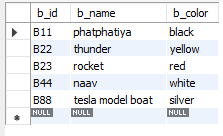 b_id b_name b_color
B11 phatphatiya black
B22 thunder yellow
B23 rocket red
B44 naav white
B88 tesla model boat silver
NULL NULL NULL